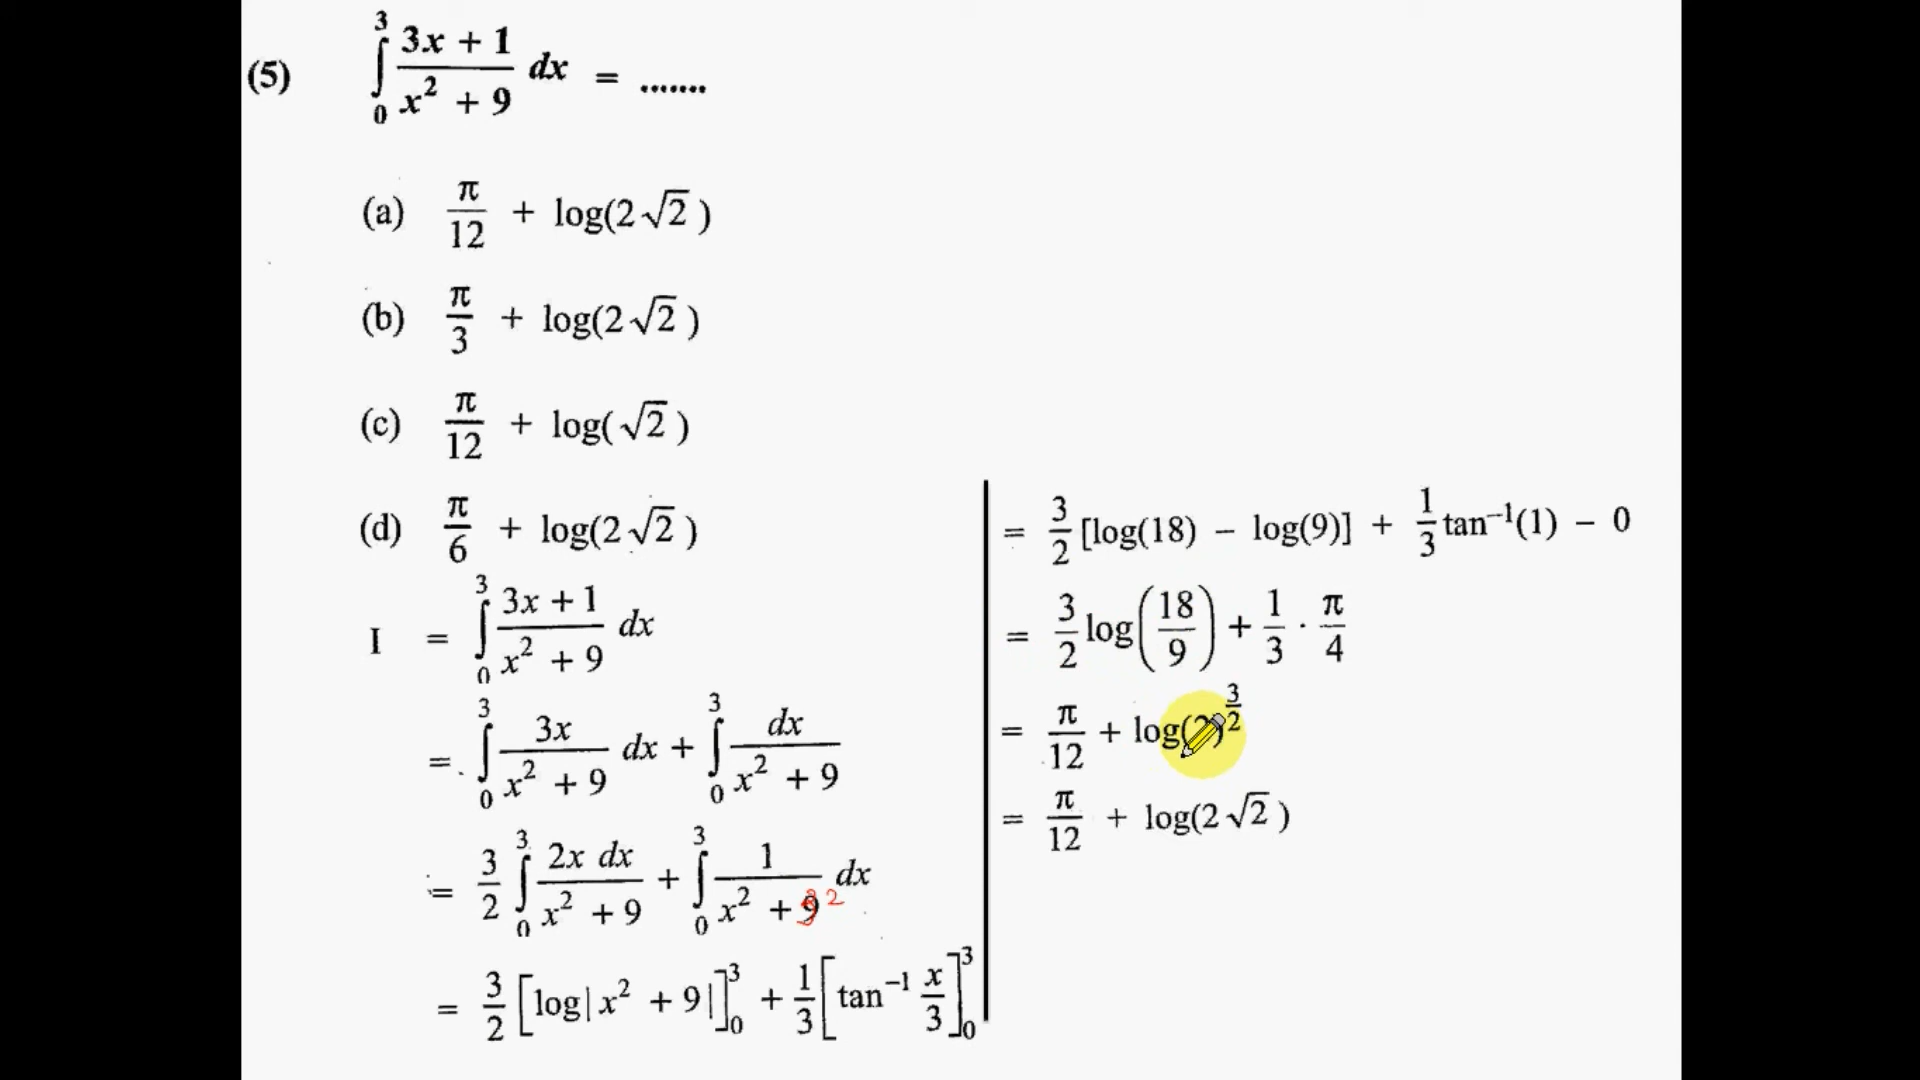 (5) ∫₀³ (3x + 1)/(x² + 9) dx = .......
(a) π/12 + log(2√2)
(b) π/3 + log(2√2)
(c) π/12 + log(√2)
(d) π/6 + log(2√2)
I = ∫₀³ (3x + 1)/(x² + 9) dx
= ∫₀³ 3x/(x² + 9) dx + ∫₀³ dx/(x² + 9)
= 3/2 ∫₀³ 2x dx/(x² + 9) + ∫₀³ 1/(x² + 9) dx 3²
= 3/2 [log|x² + 9|]₀³ + 1/3 [tan⁻¹ x/3]₀³
= 3/2 [log(18) − log(9)] + 1/3 tan⁻¹(1) − 0
= 3/2 log(18/9) + 1/3 · π/4
= π/12 + log(2)^(3/2)
= π/12 + log(2√2)